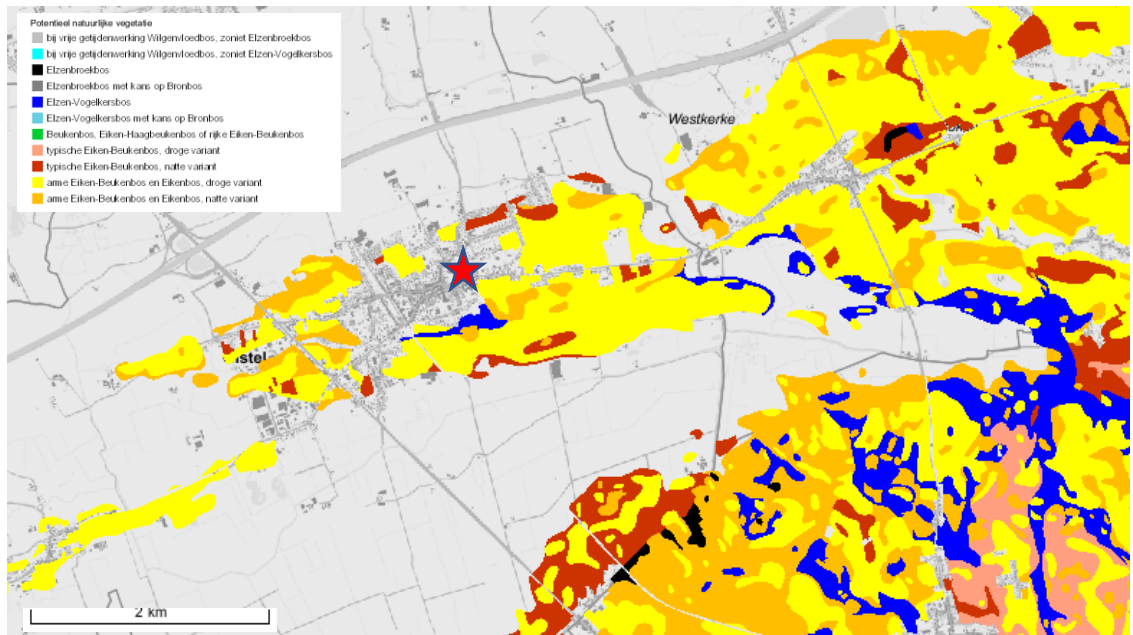 Potentieel natuurlijke vegetatie
bij vrije getijdenwerking Wilgenvloedbos, zoniet Elzenbroekbos
bij vrije getijdenwerking Wilgenvloedbos, zoniet Elzen-Vogelkersbos
Elzenbroekbos
Elzenbroekbos met kans op Bronbos
Elzen-Vogelkersbos
Elzen-Vogelkersbos met kans op Bronbos
Beukenbos, Eiken-Haagbeukenbos of rijke Eiken-Beukenbos
typische Eiken-Beukenbos, droge variant
typische Eiken-Beukenbos, natte variant
arme Eiken-Beukenbos en Eikenbos, droge variant
arme Eiken-Beukenbos en Eikenbos, natte variant
Westkerke
istel
2 km